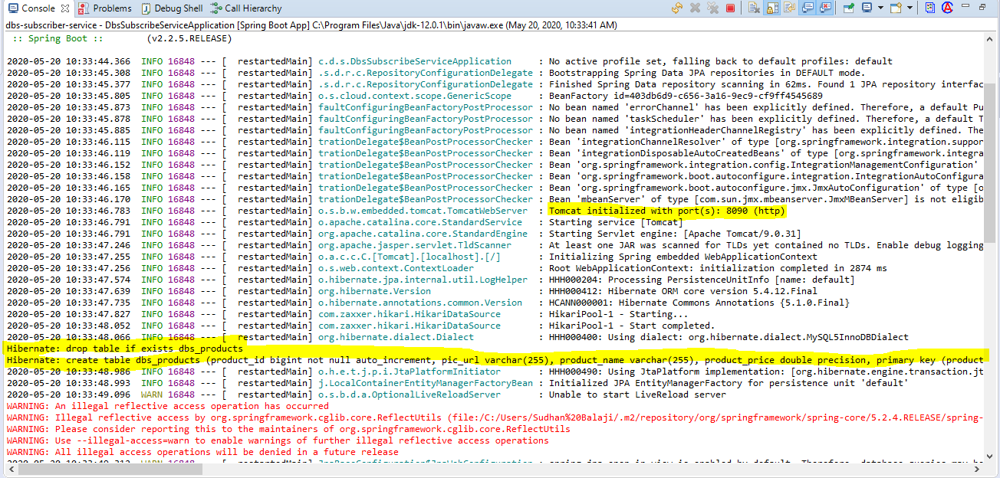 Console Problems Debug Shell Call Hierarchy
dbs-subscriber-service - DbsSubscribeServiceApplication [Spring Boot App] C:\Program Files\Java\jdk-12.0.1\bin\javaw.exe (May 20, 2020, 10:33:41 AM)
:: Spring Boot :: (v2.2.5.RELEASE)
2020-05-20 10:33:44.366 INFO 16848 --- [ restartedMain] c.d.s.DbsSubscribeServiceApplication : No active profile set, falling back to default profiles: default
2020-05-20 10:33:45.308 INFO 16848 --- [ restartedMain] .s.d.r.c.RepositoryConfigurationDelegate : Bootstrapping Spring Data JPA repositories in DEFAULT mode.
2020-05-20 10:33:45.377 INFO 16848 --- [ restartedMain] .s.d.r.c.RepositoryConfigurationDelegate : Finished Spring Data repository scanning in 62ms. Found 1 JPA repository interfac
2020-05-20 10:33:45.805 INFO 16848 --- [ restartedMain] o.s.cloud.context.scope.GenericScope : BeanFactory id=403db6d9-c656-3a16-9ec9-cf9ff4545689
2020-05-20 10:33:45.873 INFO 16848 --- [ restartedMain] faultConfiguringBeanFactoryPostProcessor : No bean named 'errorChannel' has been explicitly defined. Therefore, a default Pu
2020-05-20 10:33:45.878 INFO 16848 --- [ restartedMain] faultConfiguringBeanFactoryPostProcessor : No bean named 'taskScheduler' has been explicitly defined. Therefore, a default T
2020-05-20 10:33:45.885 INFO 16848 --- [ restartedMain] faultConfiguringBeanFactoryPostProcessor : No bean named 'integrationHeaderChannelRegistry' has been explicitly defined. The
2020-05-20 10:33:46.115 INFO 16848 --- [ restartedMain] trationDelegate$BeanPostProcessorChecker : Bean 'integrationChannelResolver' of type [org.springframework.integration.suppor
2020-05-20 10:33:46.119 INFO 16848 --- [ restartedMain] trationDelegate$BeanPostProcessorChecker : Bean 'integrationDisposableAutoCreatedBeans' of type [org.springframework.integra
2020-05-20 10:33:46.152 INFO 16848 --- [ restartedMain] trationDelegate$BeanPostProcessorChecker : Bean 'org.springframework.integration.config.IntegrationManagementConfiguration'
2020-05-20 10:33:46.158 INFO 16848 --- [ restartedMain] trationDelegate$BeanPostProcessorChecker : Bean 'org.springframework.boot.autoconfigure.integration.IntegrationAutoConfigura
2020-05-20 10:33:46.165 INFO 16848 --- [ restartedMain] trationDelegate$BeanPostProcessorChecker : Bean 'org.springframework.boot.autoconfigure.jmx.JmxAutoConfiguration' of type [o
2020-05-20 10:33:46.170 INFO 16848 --- [ restartedMain] trationDelegate$BeanPostProcessorChecker : Bean 'mbeanServer' of type [com.sun.jmx.mbeanserver.JmxMBeanServer] is not eligib
2020-05-20 10:33:46.783 INFO 16848 --- [ restartedMain] o.s.b.w.embedded.tomcat.TomcatWebServer : Tomcat initialized with port(s): 8090 (http)
2020-05-20 10:33:46.791 INFO 16848 --- [ restartedMain] o.apache.catalina.core.StandardService : Starting service [Tomcat]
2020-05-20 10:33:46.791 INFO 16848 --- [ restartedMain] org.apache.catalina.core.StandardEngine : Starting Servlet engine: [Apache Tomcat/9.0.31]
2020-05-20 10:33:47.246 INFO 16848 --- [ restartedMain] org.apache.jasper.servlet.TldScanner : At least one JAR was scanned for TLDs yet contained no TLDs. Enable debug logging
2020-05-20 10:33:47.255 INFO 16848 --- [ restartedMain] o.a.c.c.C.[Tomcat].[localhost].[/] : Initializing Spring embedded WebApplicationContext
2020-05-20 10:33:47.256 INFO 16848 --- [ restartedMain] o.s.web.context.ContextLoader : Root WebApplicationContext: initialization completed in 2874 ms
2020-05-20 10:33:47.574 INFO 16848 --- [ restartedMain] o.hibernate.jpa.internal.util.LogHelper : HHH000204: Processing PersistenceUnitInfo [name: default]
2020-05-20 10:33:47.639 INFO 16848 --- [ restartedMain] org.hibernate.Version : HHH000412: Hibernate ORM core version 5.4.12.Final
2020-05-20 10:33:47.735 INFO 16848 --- [ restartedMain] o.hibernate.annotations.common.Version : HCANN000001: Hibernate Commons Annotations {5.1.0.Final}
2020-05-20 10:33:47.827 INFO 16848 --- [ restartedMain] com.zaxxer.hikari.HikariDataSource : HikariPool-1 - Starting...
2020-05-20 10:33:48.052 INFO 16848 --- [ restartedMain] com.zaxxer.hikari.HikariDataSource : HikariPool-1 - Start completed.
2020-05-20 10:33:48.066 INFO 16848 --- [ restartedMain] org.hibernate.dialect.Dialect : HHH000400: Using dialect: org.hibernate.dialect.MySQL5InnoDBDialect
Hibernate: drop table if exists dbs_products
Hibernate: create table dbs_products (product_id bigint not null auto_increment, pic_url varchar(255), product_name varchar(255), product_price double precision, primary key (product
2020-05-20 10:33:48.986 INFO 16848 --- [ restartedMain] o.h.e.t.j.p.i.JtaPlatformInitiator : HHH000490: Using JtaPlatform implementation: [org.hibernate.engine.transaction.jt
2020-05-20 10:33:48.993 INFO 16848 --- [ restartedMain] j.LocalContainerEntityManagerFactoryBean : Initialized JPA EntityManagerFactory for persistence unit 'default'
2020-05-20 10:33:49.096 WARN 16848 --- [ restartedMain] o.s.b.d.a.OptionalLiveReloadServer : Unable to start LiveReload server
WARNING: An illegal reflective access operation has occurred
WARNING: Illegal reflective access by org.springframework.cglib.core.ReflectUtils (file:/C:/Users/Sudhan%20Balaji/.m2/repository/org/springframework/spring-core/5.2.4.RELEASE/spring-
WARNING: Please consider reporting this to the maintainers of org.springframework.cglib.core.ReflectUtils
WARNING: Use --illegal-access=warn to enable warnings of further illegal reflective access operations
WARNING: All illegal access operations will be denied in a future release